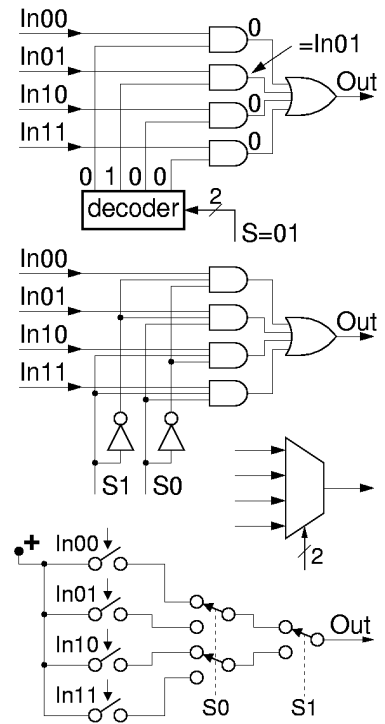 In00
0
In01
=In01
In10
0
Out
In11
0
0 1 0 0
decoder
2
S=01
In00
In01
Out
In10
In11
S1 S0
2
+
In00
In01
In10
Out
In11
S0 S1